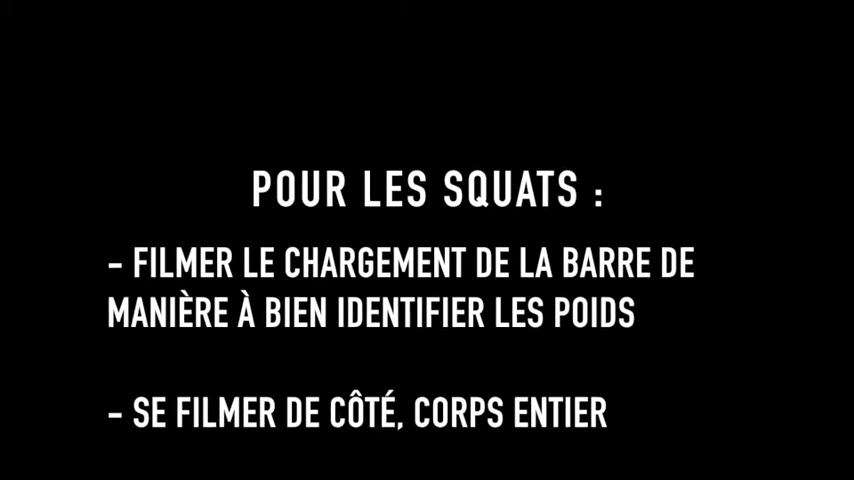 POUR LES SQUATS :
- FILMER LE CHARGEMENT DE LA BARRE DE
MANIÈRE À BIEN IDENTIFIER LES POIDS
- SE FILMER DE CÔTÉ, CORPS ENTIER